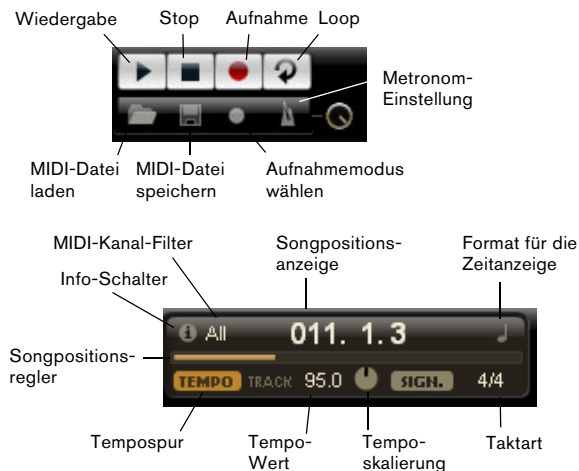 Wiedergabe
Stop
Aufnahme
Loop
Metronom-
Einstellung
MIDI-Datei
laden
MIDI-Datei
speichern
Aufnahmemodus
wählen
MIDI-Kanal-Filter
Songpositions-
anzeige
Format für die
Zeitanzeige
Info-Schalter
All
011. 1. 3
Songpositions-
regler
TEMPO TRACK 95.0 SIGN. 4/4
Tempospur
Tempo-
Wert
Tempo-
skalierung
Taktart